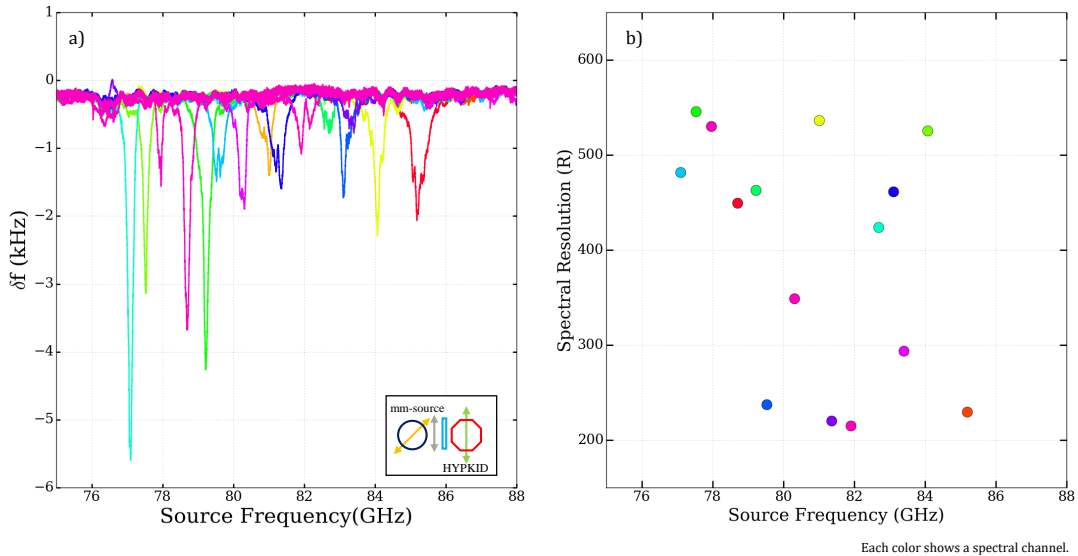 a)
δf (kHz)
1
0
−1
−2
−3
−4
−5
−6
76 78 80 82 84 86 88
Source Frequency(GHz)
mm-source
HYPKID
b)
Spectral Resolution (R)
600
500
400
300
200
76 78 80 82 84 86 88
Source Frequency (GHz)
Each color shows a spectral channel.